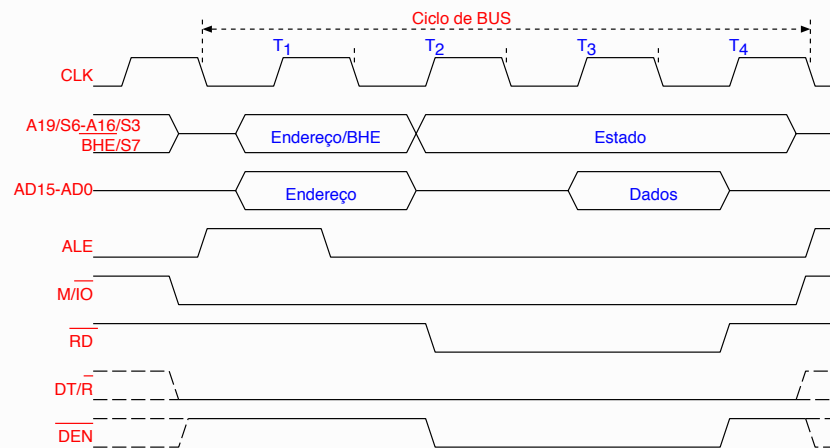 Ciclo de BUS
T1 T2 T3 T4
CLK
A19/S6-A16/S3
BHE/S7
Endereço/BHE Estado
AD15-AD0 Endereço Dados
ALE
M/IO
RD
DT/R
DEN